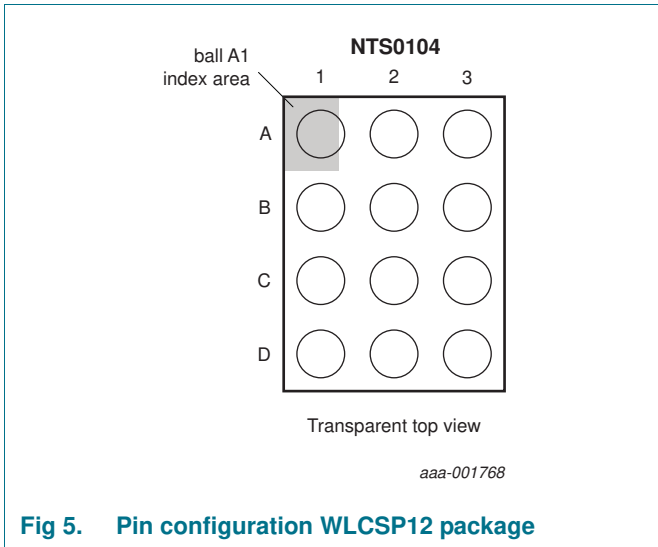 NTS0104
ball A1
index area
1 2 3
A
B
C
D
Transparent top view
aaa-001768
Fig 5. Pin configuration WLCSP12 package